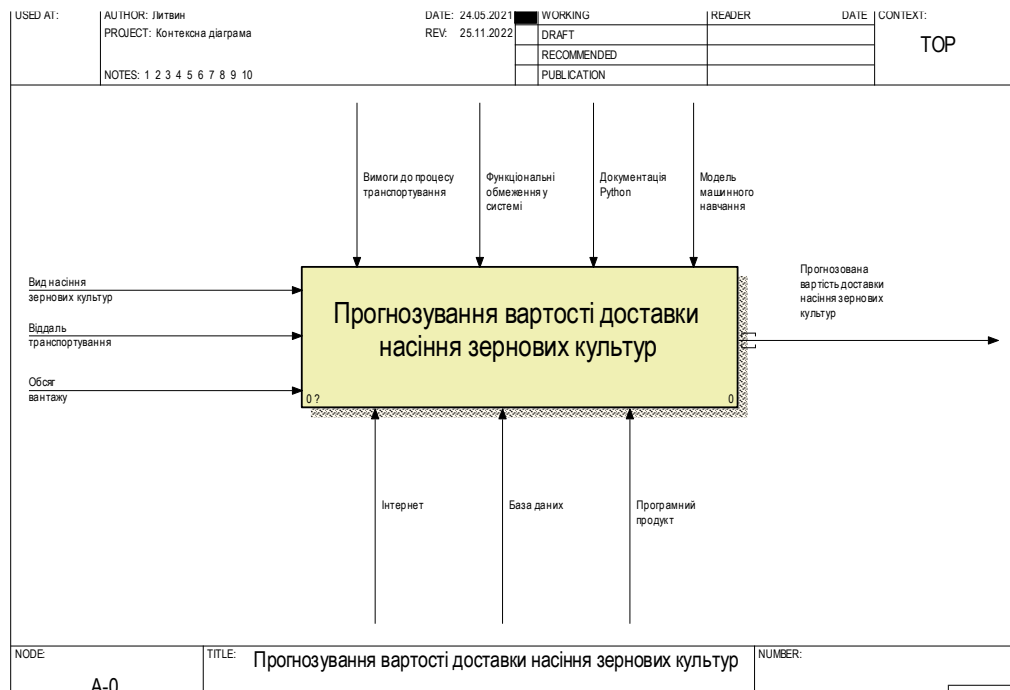 USED AT:
AUTHOR: Литвин
DATE: 24.05.2021
WORKING
READER
DATE
CONTEXT:
PROJECT: Контексна діаграма
REV: 25.11.2022
DRAFT
TOP
RECOMMENDED
NOTES: 1 2 3 4 5 6 7 8 9 10
PUBLICATION
Вимоги до процесу
транспортування
Функціональні
обмеження у
системі
Документація
Python
Модель
машинного
навчання
Вид насіння
зернових культур
Віддаль
транспортування
Обсяг
вантажу
Прогнозування вартості доставки
насіння зернових культур
0 ?
0
Прогнозована
вартість доставки
насіння зернових
культур
Інтернет
База даних
Програмний
продукт
NODE:
TITLE:
Прогнозування вартості доставки насіння зернових культур
NUMBER:
A-0